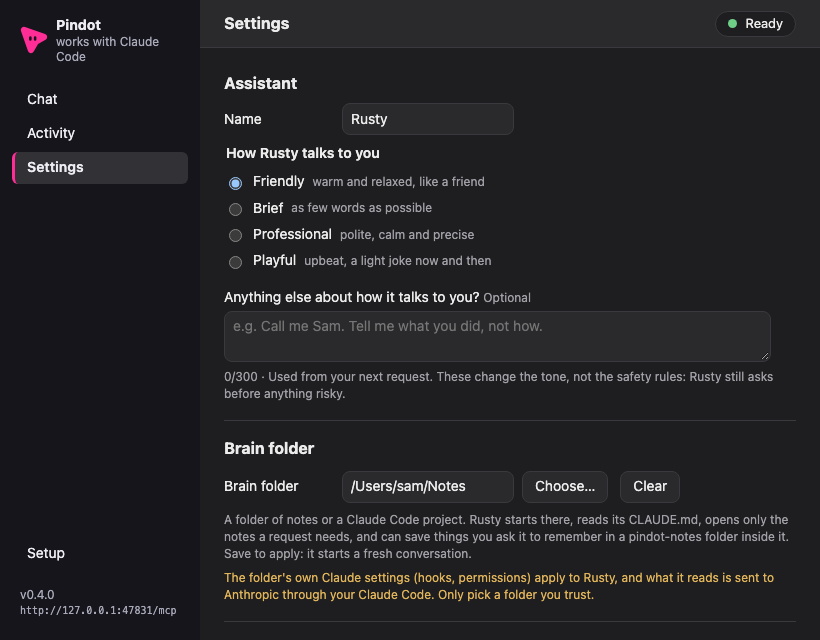 Pindot
works with Claude
Code
Chat
Activity
Settings
Setup
v0.4.0
http://127.0.0.1:47831/mcp
Settings
Ready
Assistant
Name
Rusty
How Rusty talks to you
Friendly warm and relaxed, like a friend
Brief as few words as possible
Professional polite, calm and precise
Playful upbeat, a light joke now and then
Anything else about how it talks to you? Optional
e.g. Call me Sam. Tell me what you did, not how.
0/300 · Used from your next request. These change the tone, not the safety rules: Rusty still asks
before anything risky.
Brain folder
Brain folder
/Users/sam/Notes
Choose...
Clear
A folder of notes or a Claude Code project. Rusty starts there, reads its CLAUDE.md, opens only the
notes a request needs, and can save things you ask it to remember in a pindot-notes folder inside it.
Save to apply: it starts a fresh conversation.
The folder's own Claude settings (hooks, permissions) apply to Rusty, and what it reads is sent to
Anthropic through your Claude Code. Only pick a folder you trust.